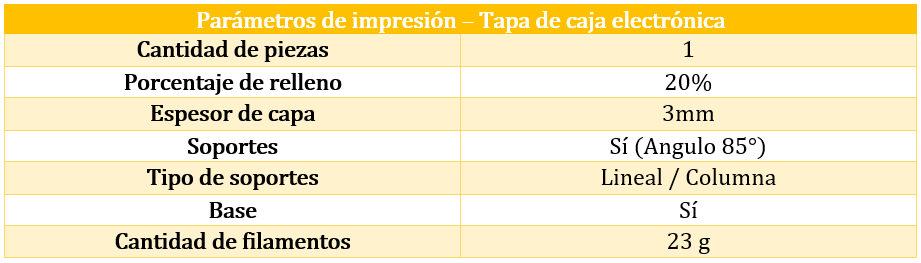 Parámetros de impresión – Tapa de caja electrónica
Cantidad de piezas 1
Porcentaje de relleno 20%
Espesor de capa 3mm
Soportes Sí (Angulo 85°)
Tipo de soportes Lineal / Columna
Base Sí
Cantidad de filamentos 23 g